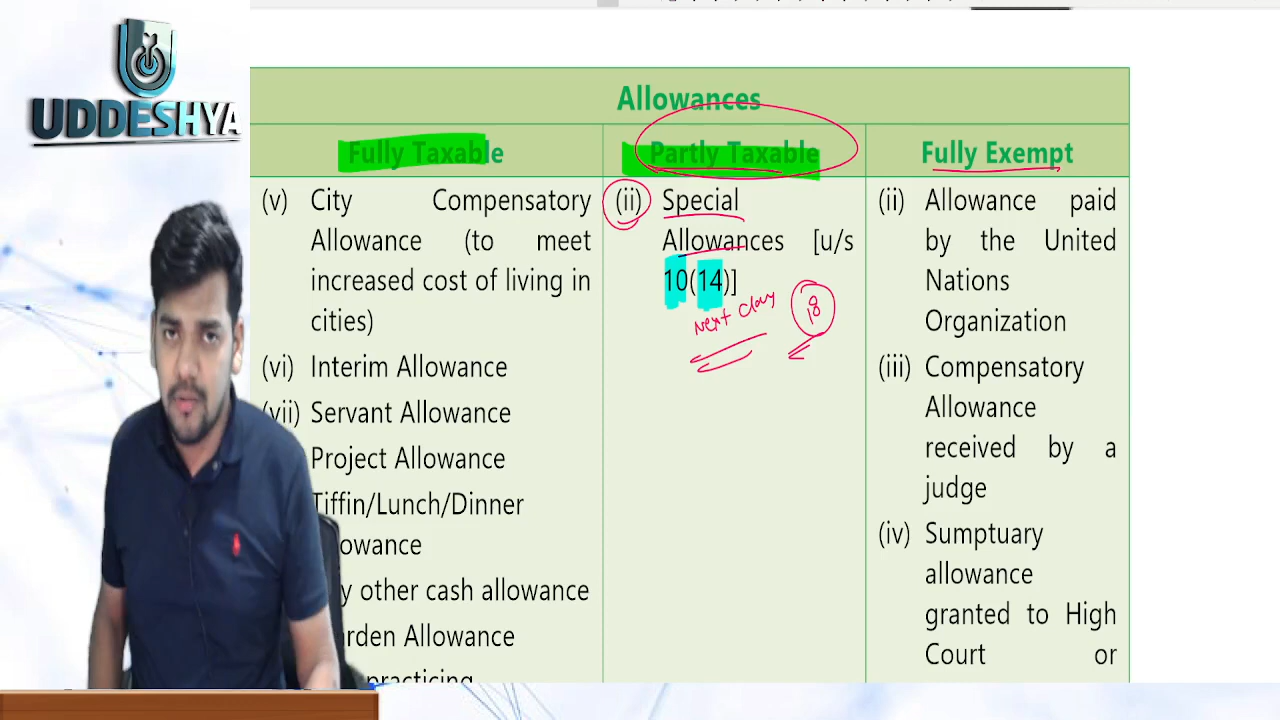 UDDESHYA
Allowances
Fully Taxable
Partly Taxable
Fully Exempt
(v) City Compensatory
Allowance (to meet
increased cost of living in
cities)
(vi) Interim Allowance
(vii) Servant Allowance
Project Allowance
Tiffin/Lunch/Dinner
owance
y other cash allowance
arden Allowance
practicing
(ii) Special
Allowances [u/s
10(14)]
Next Class
18
(ii) Allowance paid
by the United
Nations
Organization
(iii) Compensatory
Allowance
received by a
judge
(iv) Sumptuary
allowance
granted to High
Court or